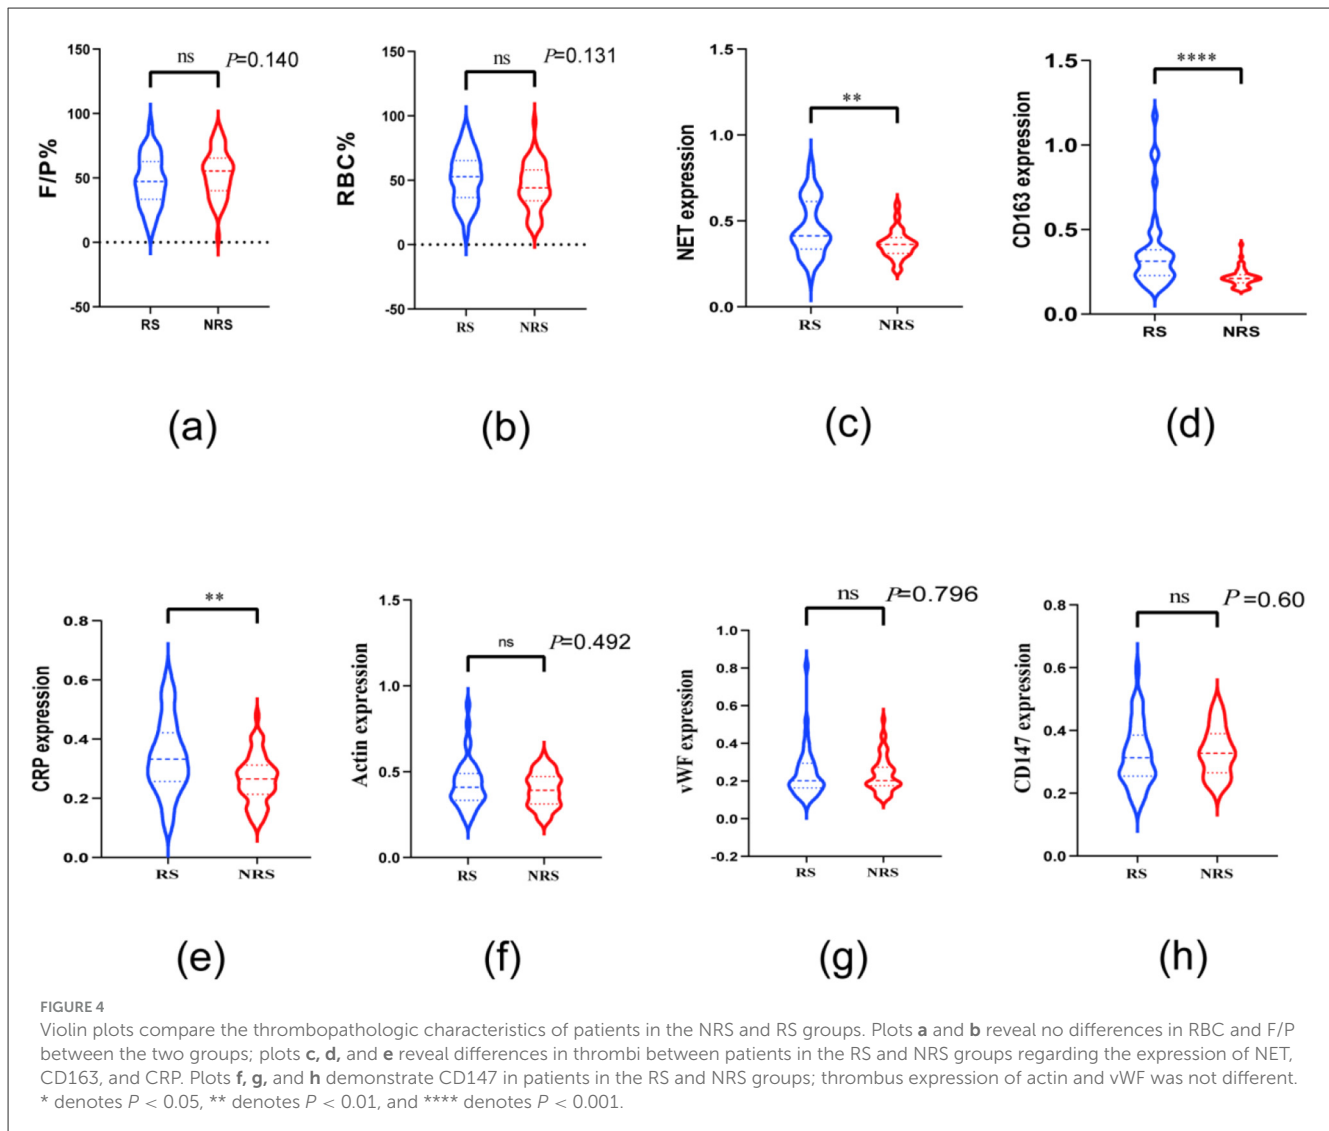 150
100
50
0
-50
F/P%
ns
P=0.140
RS
NRS
(a)
150
100
50
0
-50
RBC%
ns
P=0.131
RS
NRS
(b)
1.5
1.0
0.5
0.0
NET expression
**
RS
NRS
(c)
1.5
1.0
0.5
0.0
CD163 expression
****
RS
NRS
(d)
0.8
0.6
0.4
0.2
0.0
CRP expression
**
RS
NRS
(e)
1.5
1.0
0.5
0.0
Actin expression
ns
P=0.492
RS
NRS
(f)
1.0
0.8
0.6
0.4
0.2
0.0
-0.2
vWF expression
ns
P=0.796
RS
NRS
(g)
0.8
0.6
0.4
0.2
0.0
CD147 expression
ns
P=0.60
RS
NRS
(h)
FIGURE 4
Violin plots compare the thrombopathologic characteristics of patients in the NRS and RS groups. Plots a and b reveal no differences in RBC and F/P
between the two groups; plots c, d, and e reveal differences in thrombi between patients in the RS and NRS groups regarding the expression of NET,
CD163, and CRP. Plots f, g, and h demonstrate CD147 in patients in the RS and NRS groups; thrombus expression of actin and vWF was not different.
* denotes P < 0.05, ** denotes P < 0.01, and **** denotes P < 0.001.